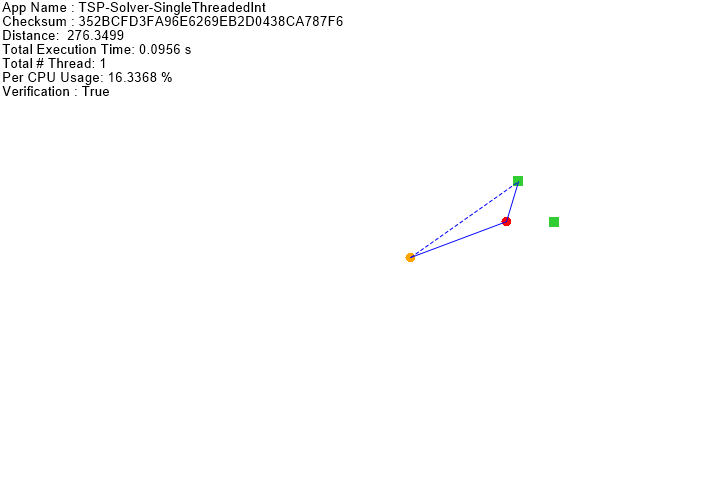 App Name : TSP-Solver-SingleThreadedInt
Checksum : 352BCFD3FA96E6269EB2D0438CA787F6
Distance:  276.3499
Total Execution Time: 0.0956 s
Total # Thread: 1
Per CPU Usage: 16.3368 %
Verification : True